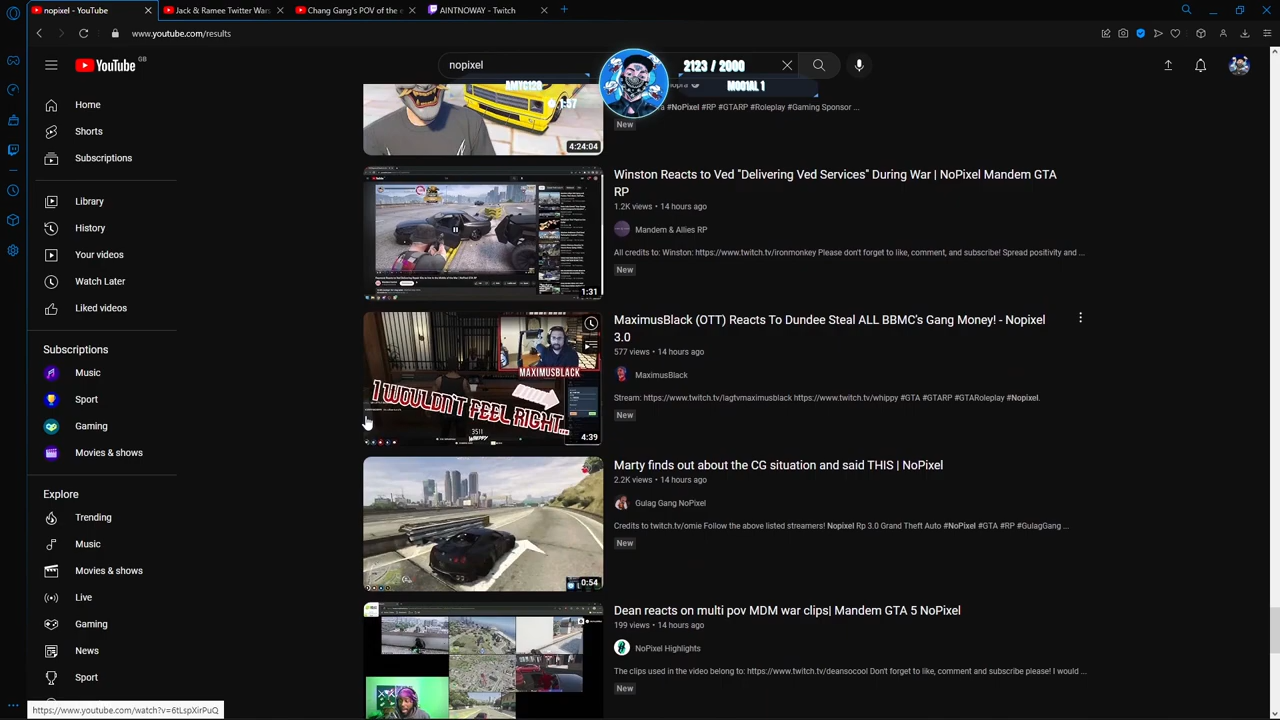 nopixel - YouTube
Jack & Ramee Twitter Wars
Chang Gang's POV of the e
AINTNOWAY - Twitch
www.youtube.com/results
YouTube
GB
nopixel
2123 / 2000
M001AL 1
Home
Shorts
Subscriptions
Library
History
Your videos
Watch Later
Liked videos
Subscriptions
Music
Sport
Gaming
Movies & shows
Explore
Trending
Music
Movies & shows
Live
Gaming
News
Sport
1:57
4:24:04
#NoPixel #RP #GTARP #Roleplay #Gaming Sponsor ...
New
1:31
Winston Reacts to Ved "Delivering Ved Services" During War | NoPixel Mandem GTA
RP
1.2K views • 14 hours ago
Mandem & Allies RP
All credits to: Winston: https://www.twitch.tv/ironmonkey Please don't forget to like, comment, and subscribe! Spread positivity and ...
New
MAXIMUSBLACK
I WOULDN'T FEEL RIGHT...
3511
WHIPPY
4:39
MaximusBlack (OTT) Reacts To Dundee Steal ALL BBMC's Gang Money! - Nopixel
3.0
577 views • 14 hours ago
MaximusBlack
Stream: https://www.twitch.tv/lagtvmaximusblack https://www.twitch.tv/whippy #GTA #GTARP #GTARoleplay #Nopixel.
New
0:54
Marty finds out about the CG situation and said THIS | NoPixel
2.2K views • 14 hours ago
Gulag Gang NoPixel
Credits to twitch.tv/omie Follow the above listed streamers! Nopixel Rp 3.0 Grand Theft Auto #NoPixel #GTA #RP #GulagGang ...
New
Dean reacts on multi pov MDM war clips| Mandem GTA 5 NoPixel
199 views • 14 hours ago
NoPixel Highlights
The clips used in the video belong to: https://www.twitch.tv/deansocool Don't forget to like, comment and subscribe please! I would ...
New
https://www.youtube.com/watch?v=6tLspXirPuQ